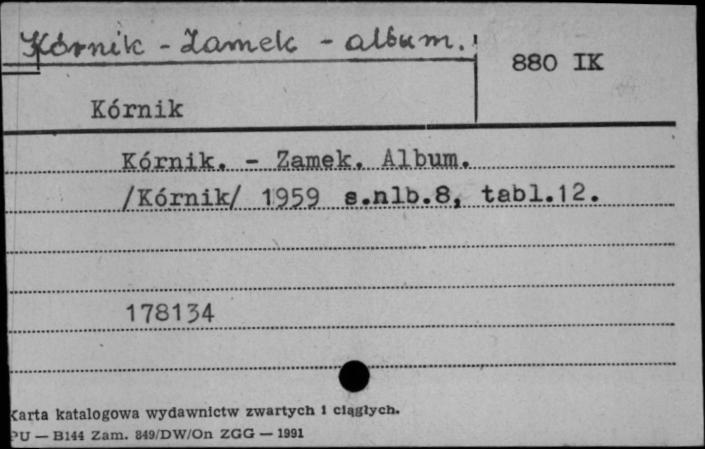 Kórnik - Zamek - album.
880 IK
Kórnik
Kórnik. - Zamek. Album.
/Kórnik/ 1959 s.nlb.8, tabl.12.
178134
Karta katalogowa wydawnictw zwartych i ciągłych.
PU — B144 Zam. 849/DW/On ZGG — 1991